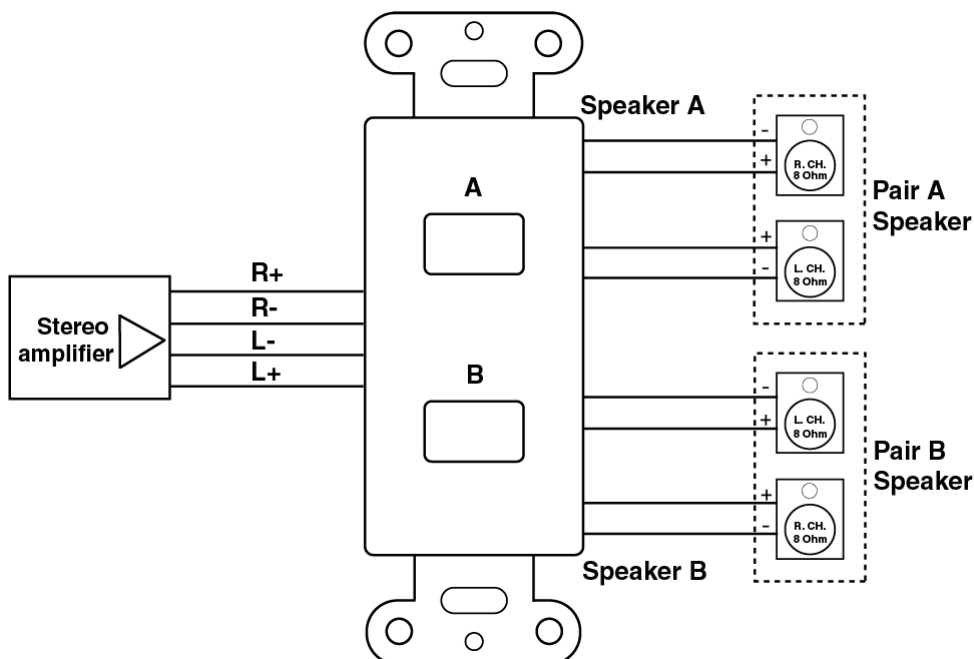 Speaker A
-
+
R. CH.
8 Ohm
+
-
L. CH.
8 Ohm
Pair A
Speaker
A
R+
R-
L-
L+
Stereo
amplifier
B
-
+
L. CH.
8 Ohm
+
-
R. CH.
8 Ohm
Pair B
Speaker
Speaker B